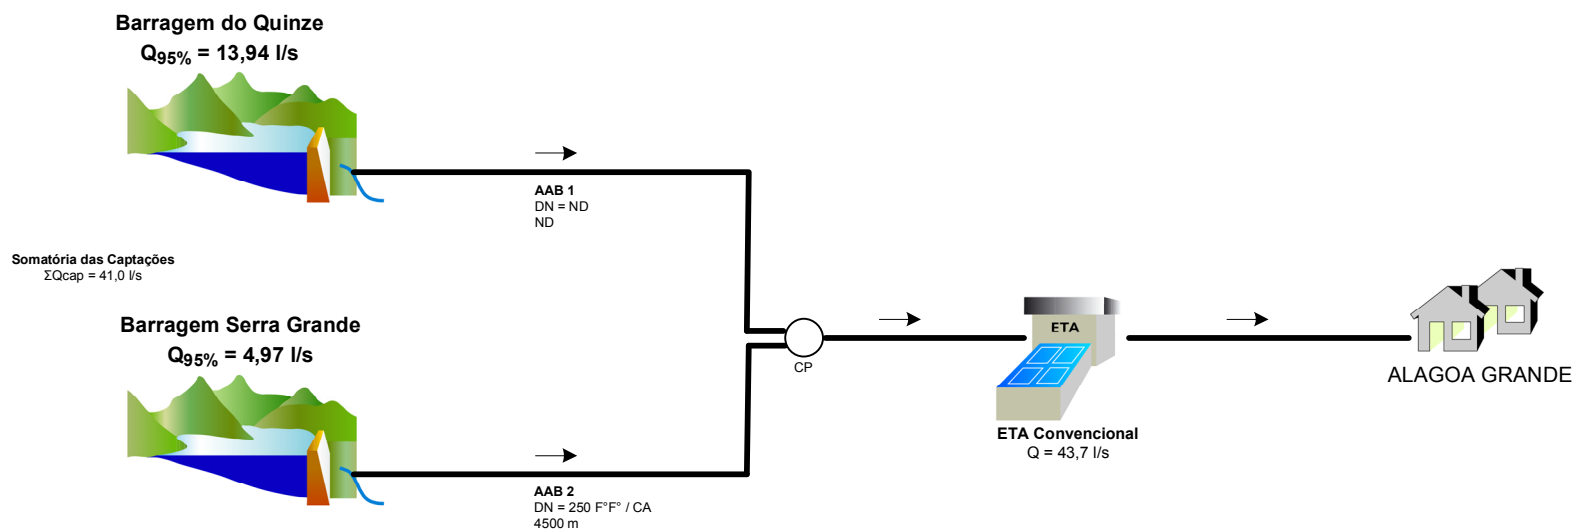 Barragem do Quinze
Q95% = 13,94 l/s
AAB 1
DN = ND
ND
Somatória das Captações
ΣQcap = 41,0 l/s
Barragem Serra Grande
Q95% = 4,97 l/s
CP
ETA
ALAGOA GRANDE
ETA Convencional
Q = 43,7 l/s
AAB 2
DN = 250 F°F° / CA
4500 m